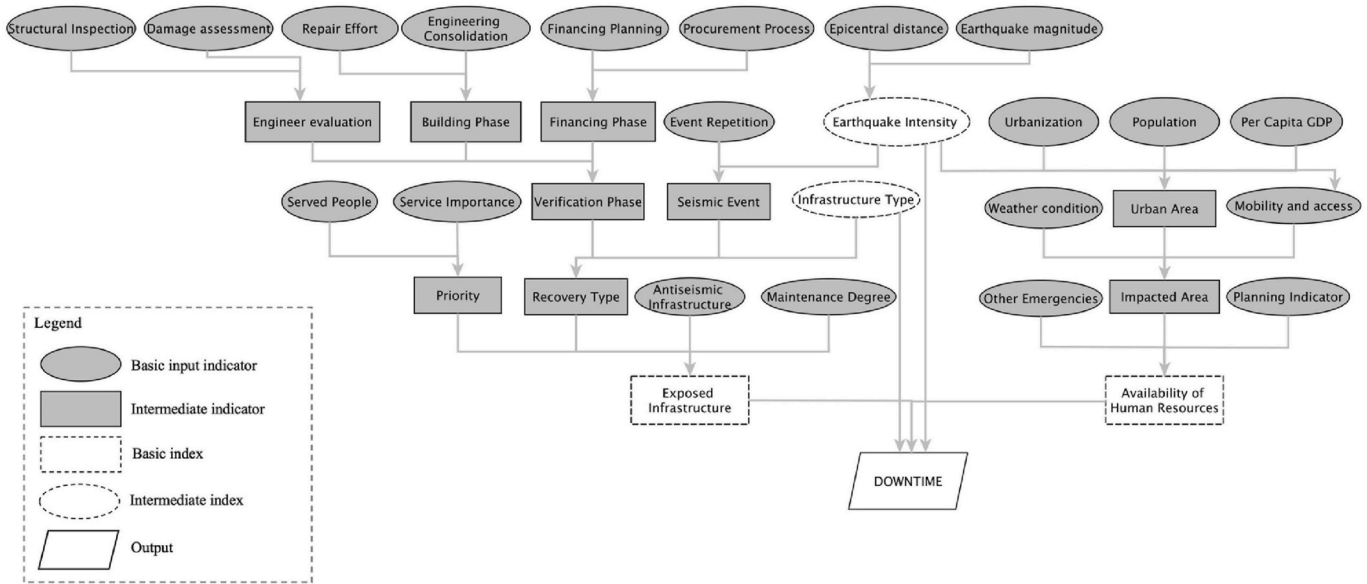 Structural Inspection
Damage assessment
Repair Effort
Engineering
Consolidation
Financing Planning
Procurement Process
Epicentral distance
Earthquake magnitude
Engineer evaluation
Building Phase
Financing Phase
Event Repetition
Earthquake Intensity
Urbanization
Population
Per Capita GDP
Served People
Service Importance
Verification Phase
Seismic Event
Infrastructure Type
Weather condition
Urban Area
Mobility and access
Priority
Recovery Type
Antiseismic
Infrastructure
Maintenance Degree
Other Emergencies
Impacted Area
Planning Indicator
Exposed
Infrastructure
Availability of
Human Resources
DOWNTIME
Legend
Basic input indicator
Intermediate indicator
Basic index
Intermediate index
Output